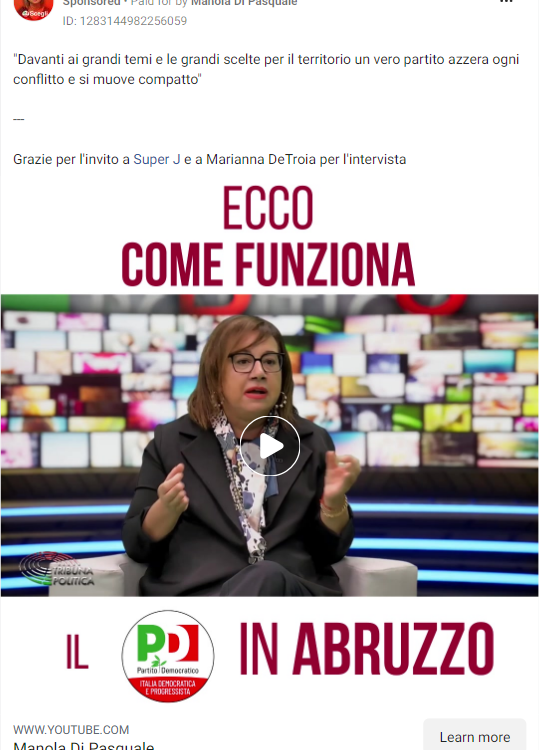 Sponsored • Paid for by Manola Di Pasquale
ID: 1283144982256059
"Davanti ai grandi temi e le grandi scelte per il territorio un vero partito azzera ogni
conflitto e si muove compatto"
---
Grazie per l'invito a Super J e a Marianna DeTroia per l'intervista
ECCO
COME FUNZIONA
TRIBUNA
POLITICA
IL
PD
Partito Democratico
ITALIA DEMOCRATICA
E PROGRESSISTA
IN ABRUZZO
WWW.YOUTUBE.COM
Manola Di Pasquale
Learn more